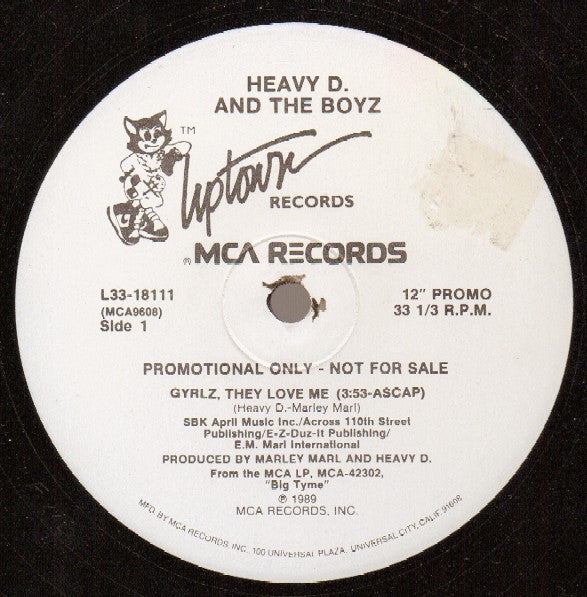 HEAVY D.
AND THE BOYZ
TM
Uptown
RECORDS
® MCA RECORDS
L33-18111
(MCA9608)
Side 1
12" PROMO
33 1/3 R.P.M.
PROMOTIONAL ONLY - NOT FOR SALE
GYRLZ, THEY LOVE ME (3:53-ASCAP)
(Heavy D.-Marley Marl)
SBK April Music Inc./Across 110th Street
Publishing/E-Z-Duz-It Publishing/
E.M. Marl International
PRODUCED BY MARLEY MARL AND HEAVY D.
From the MCA LP, MCA-42302,
"Big Tyme"
℗ 1989
MCA RECORDS, INC.
MFD. BY MCA RECORDS, INC. 100 UNIVERSAL PLAZA, UNIVERSAL CITY, CALIF. 91608